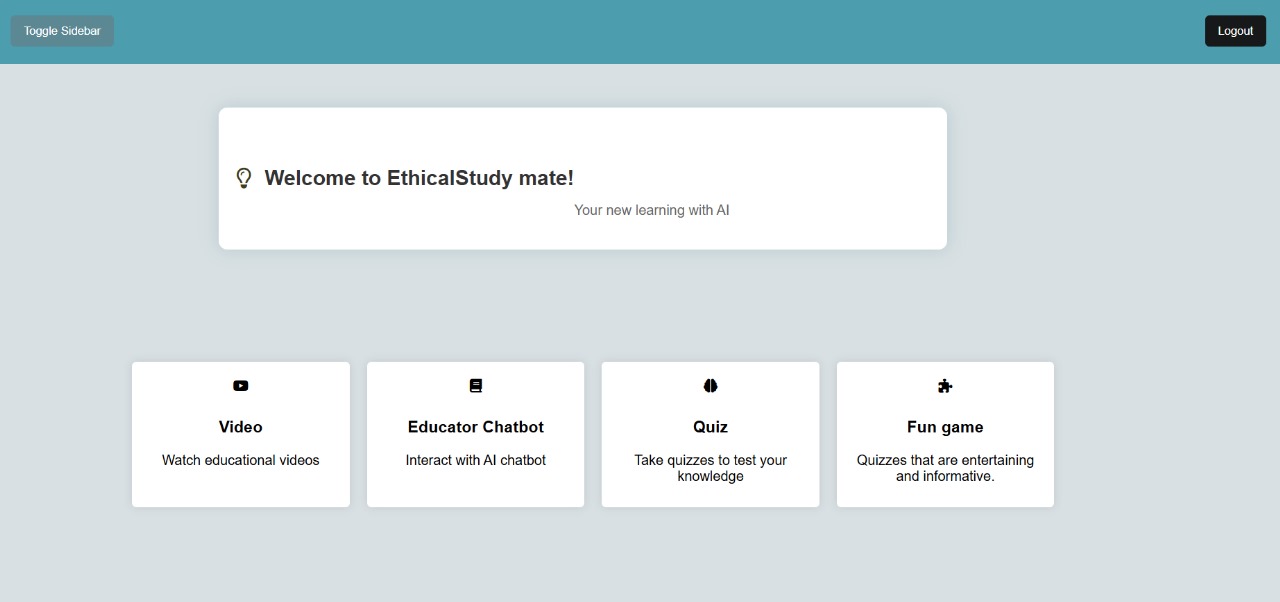 Toggle Sidebar
Logout
Welcome to EthicalStudy mate!
Your new learning with AI
Video
Watch educational videos
Educator Chatbot
Interact with AI chatbot
Quiz
Take quizzes to test your
knowledge
Fun game
Quizzes that are entertaining
and informative.